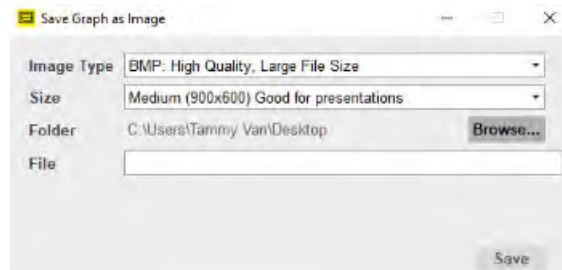 Save Graph as Image
Image Type BMP: High Quality, Large File Size
Size Medium (900x600) Good for presentations
Folder C:\Users\Tammy Van\Desktop Browse...
File
Save